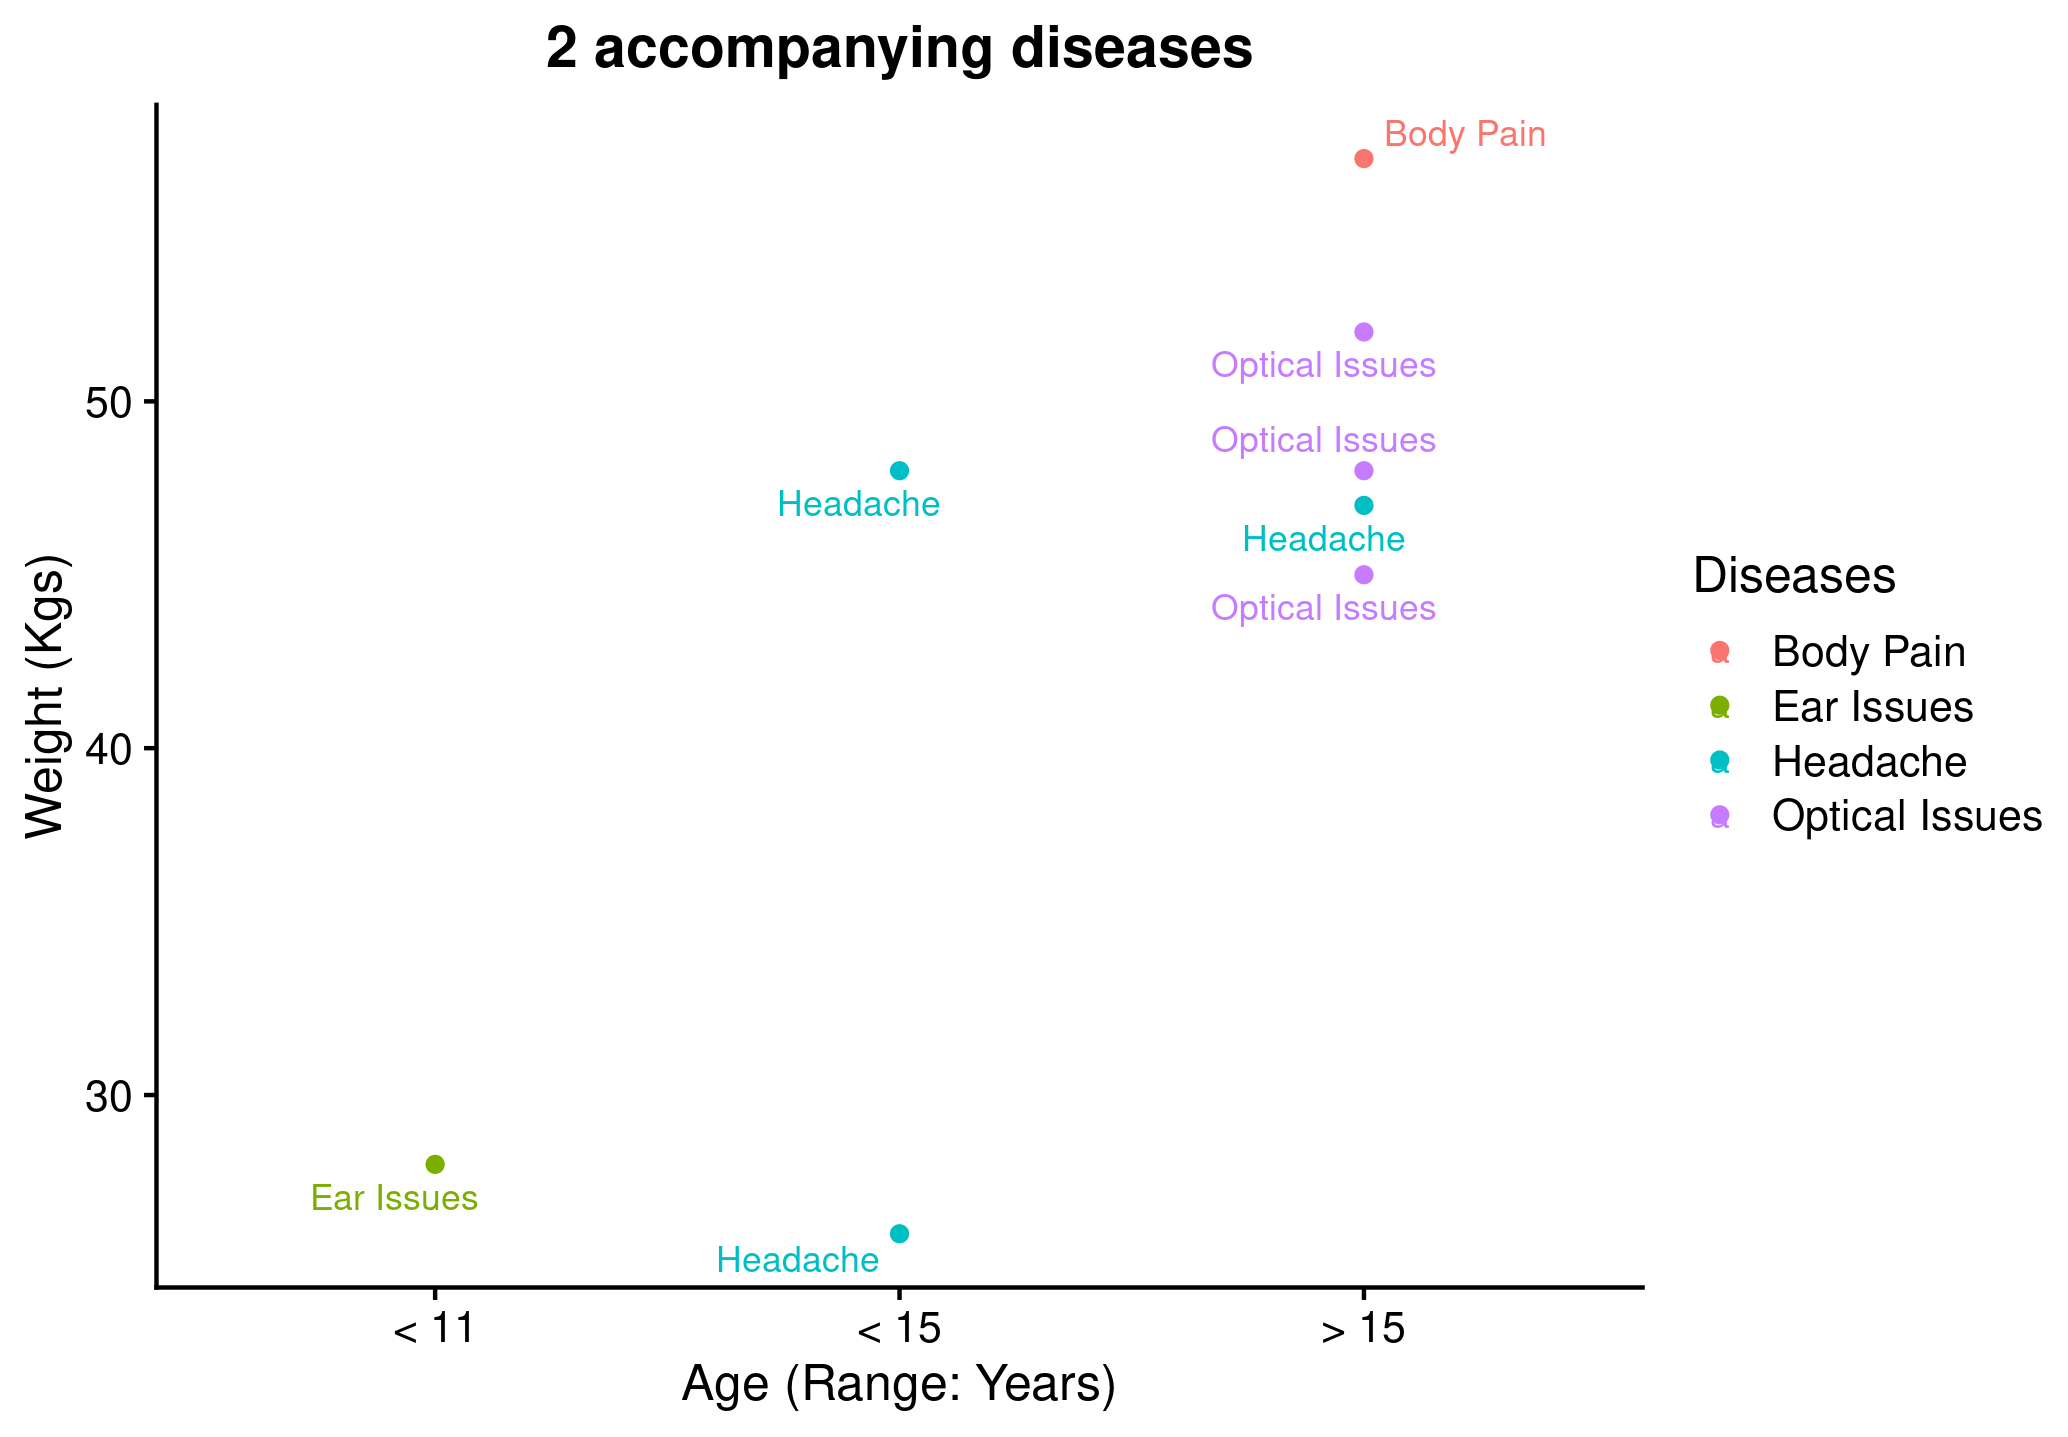 2 accompanying diseases
Body Pain
Optical Issues
50
Optical Issues
Headache
Headache
Optical Issues
Weight (Kgs)
Diseases
a Body Pain
a Ear Issues
a Headache
a Optical Issues
40
30
Ear Issues
Headache
< 11
< 15
> 15
Age (Range: Years)